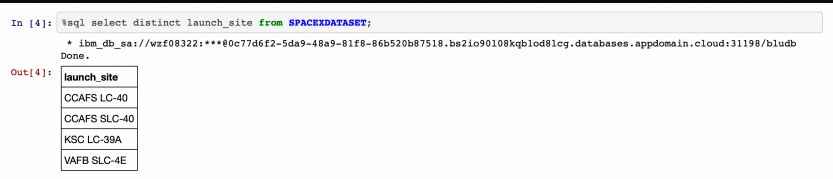 In [4]: %sql select distinct launch_site from SPACEXDATASET;
* ibm_db_sa://wzf08322:***@0c77d6f2-5da9-48a9-81f8-86b520b87518.bs2io90l08kqb1od8lcg.databases.appdomain.cloud:31198/bludb
Done.
Out[4]:
launch_site
CCAFS LC-40
CCAFS SLC-40
KSC LC-39A
VAFB SLC-4E